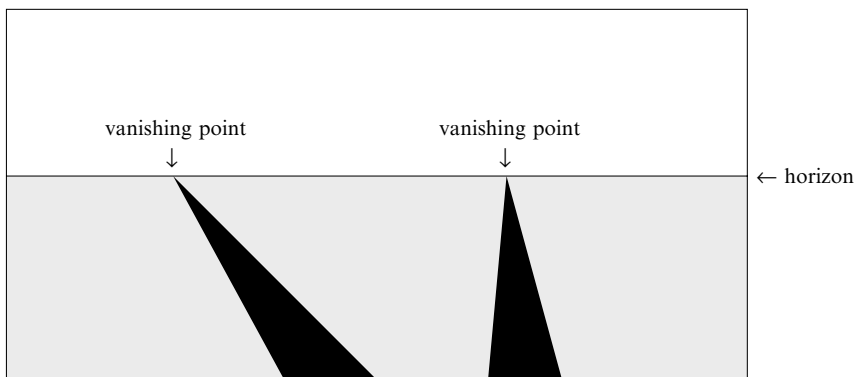 vanishing point vanishing point
↓ ↓
← horizon